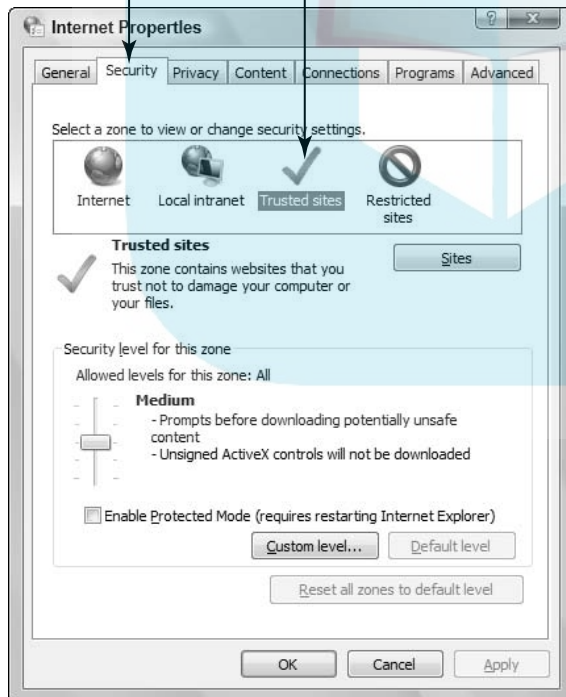 Internet Properties
General Security Privacy Content Connections Programs Advanced
Select a zone to view or change security settings.
Internet Local intranet Trusted sites Restricted
sites
Trusted sites
Sites
This zone contains websites that you
trust not to damage your computer or
your files.
Security level for this zone
Allowed levels for this zone: All
Medium
- Prompts before downloading potentially unsafe
content
- Unsigned ActiveX controls will not be downloaded
Enable Protected Mode (requires restarting Internet Explorer)
Custom level... Default level
Reset all zones to default level
OK Cancel Apply